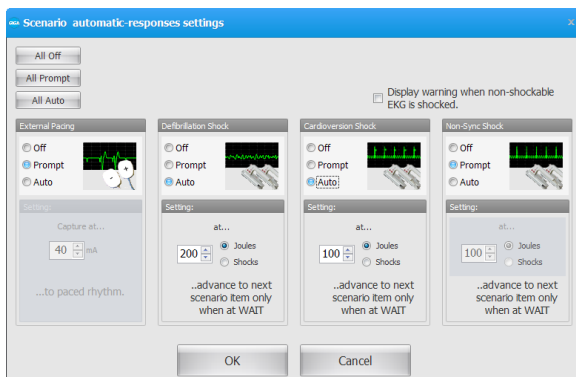 Scenario automatic-responses settings
x
All Off
All Prompt
All Auto
Display warning when non-shockable
EKG is shocked.
External Pacing
Off
Prompt
Auto
Setting:
Capture at...
40 mA
...to paced rhythm.
Defibrillation Shock
Off
Prompt
Auto
Setting:
at...
200 Joules
Shocks
..advance to next
scenario item only
when at WAIT
Cardioversion Shock
Off
Prompt
Auto
Setting:
at...
100 Joules
Shocks
..advance to next
scenario item only
when at WAIT
Non-Sync Shock
Off
Prompt
Auto
Setting:
at...
100 Joules
Shocks
..advance to next
scenario item only
when at WAIT
OK
Cancel